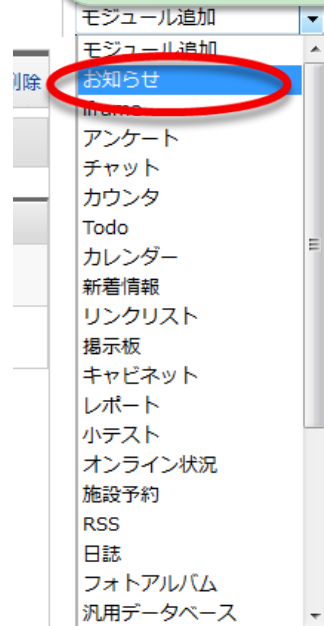 モジュール追加
モジュール追加
削除
お知らせ
iframe
アンケート
チャット
カウンタ
Todo
カレンダー
新着情報
リンクリスト
掲示板
キャビネット
レポート
小テスト
オンライン状況
施設予約
RSS
日誌
フォトアルバム
汎用データベース